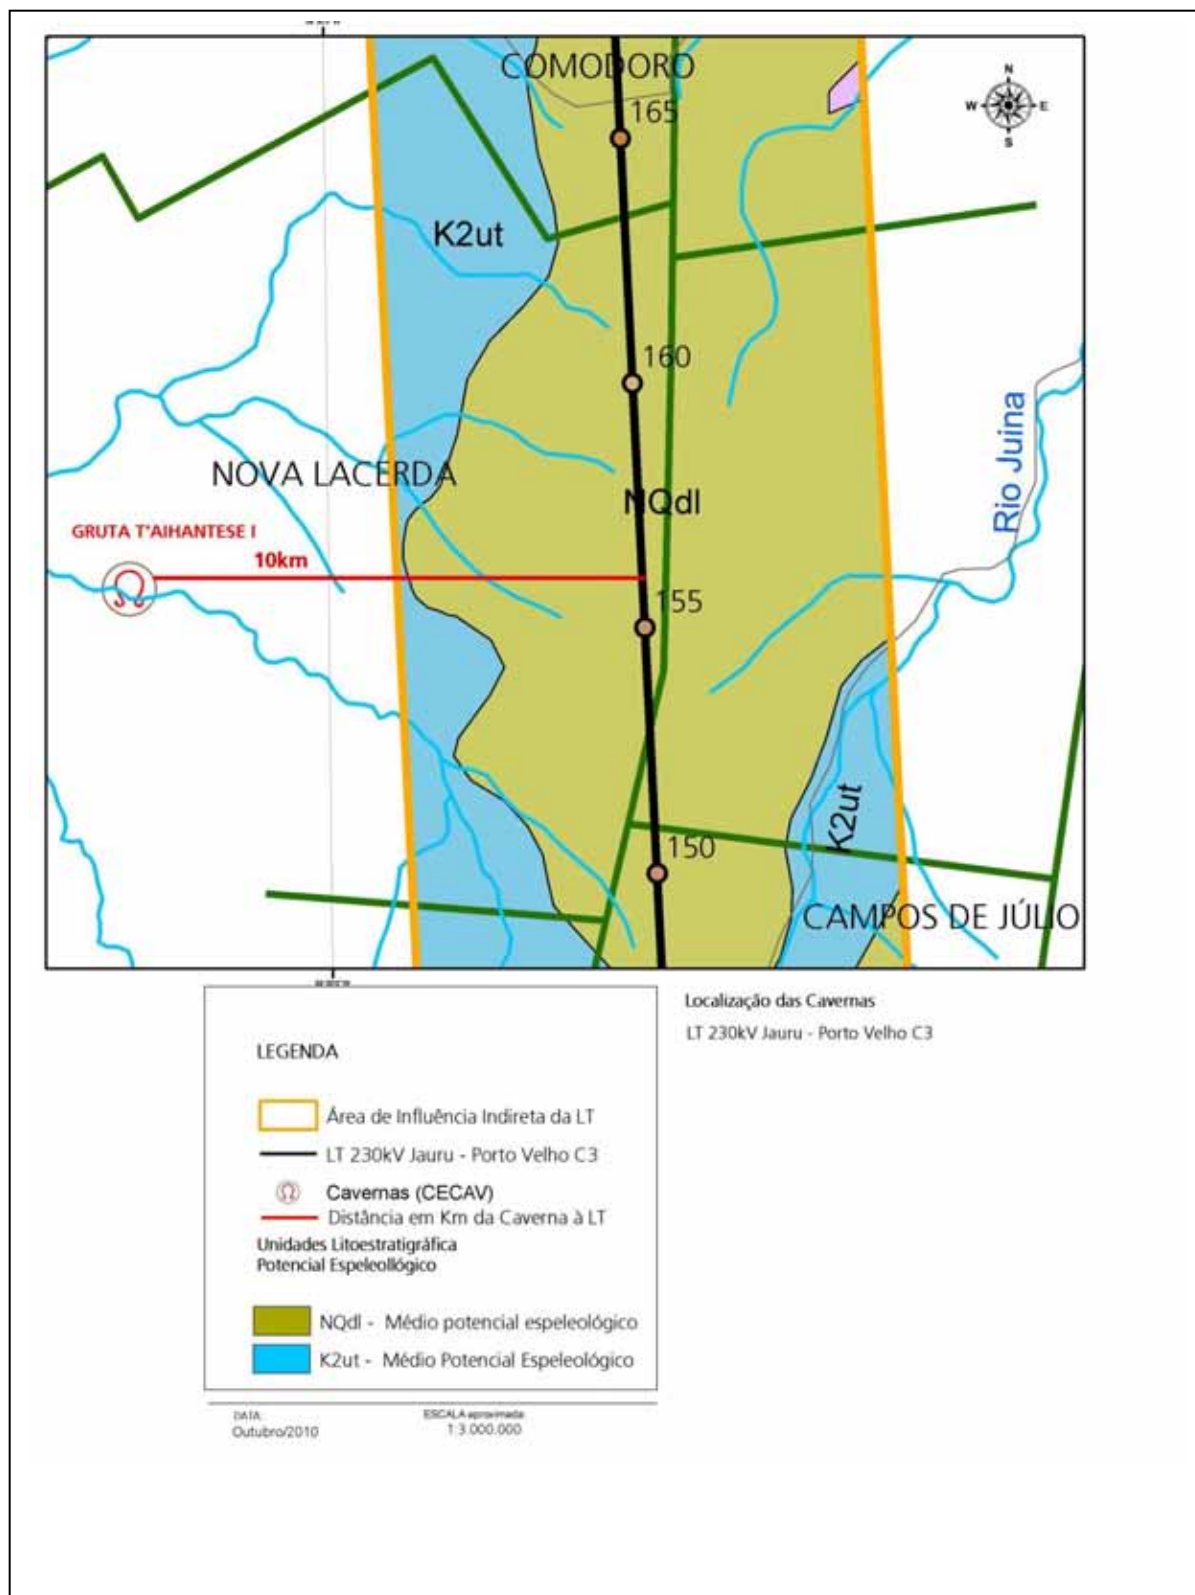 COMODORO
N
W E
S
165
K2ut
160
Rio Juina
NOVA LACERDA
NQdl
GRUTA T'AIHANTESE I
10km
155
K2ut
150
CAMPOS DE JÚLIO
Localização das Cavernas
LT 230kV Jauru - Porto Velho C3
LEGENDA
Área de Influência Indireta da LT
LT 230kV Jauru - Porto Velho C3
Cavernas (CECAV)
Distância em Km da Caverna à LT
Unidades Litoestratigráfica
Potencial Espeleollógico
NQdl - Médio potencial espeleológico
K2ut - Médio Potencial Espeleológico
DATA:
Outubro/2010
ESCALA aproximada:
1:3.000.000